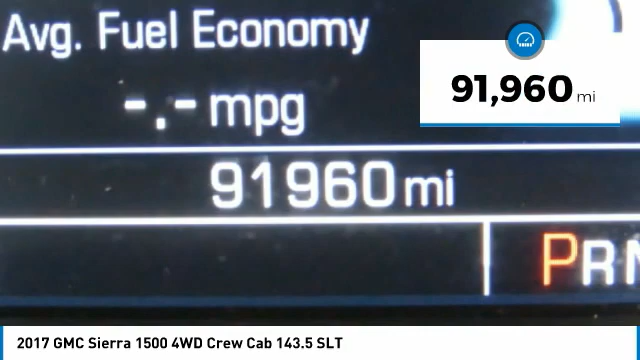 Avg. Fuel Economy
-.- mpg
91,960 mi
91960 mi
PRN
2017 GMC Sierra 1500 4WD Crew Cab 143.5 SLT